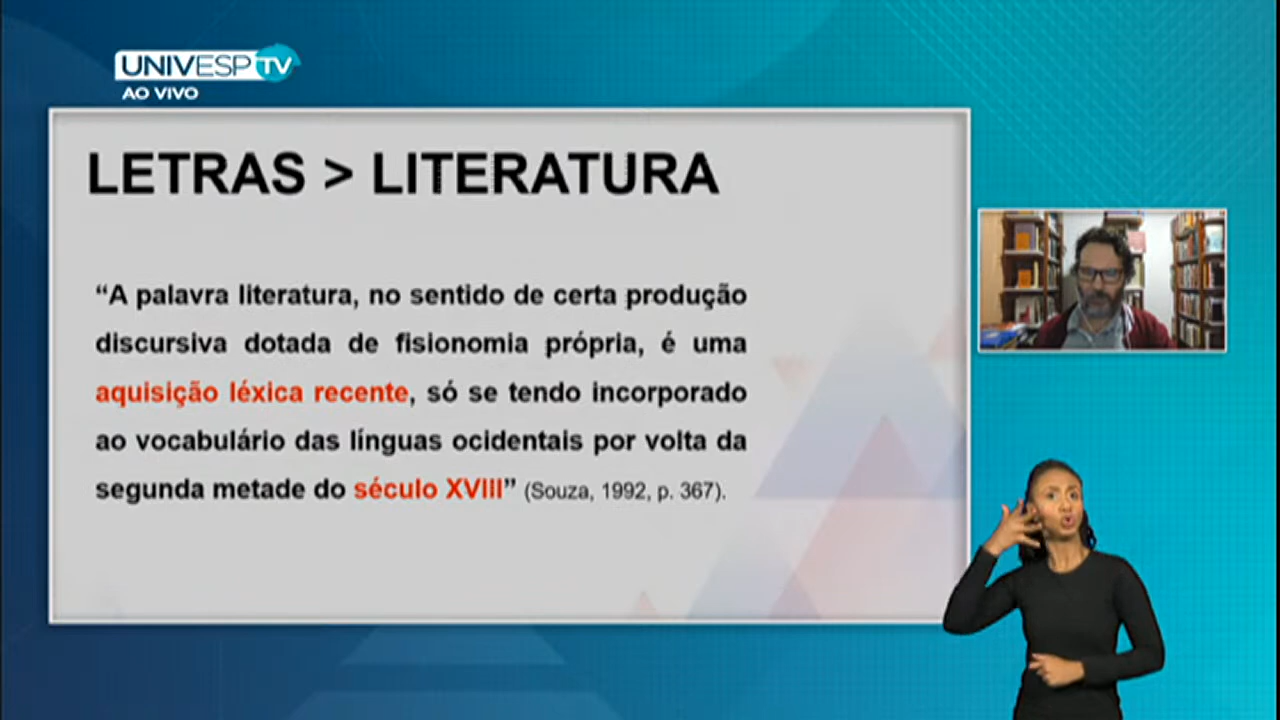 UNIVESP TV
AO VIVO
LETRAS > LITERATURA
“A palavra literatura, no sentido de certa produção
discursiva dotada de fisionomia própria, é uma
aquisição léxica recente, só se tendo incorporado
ao vocabulário das línguas ocidentais por volta da
segunda metade do século XVIII” (Souza, 1992, p. 367).